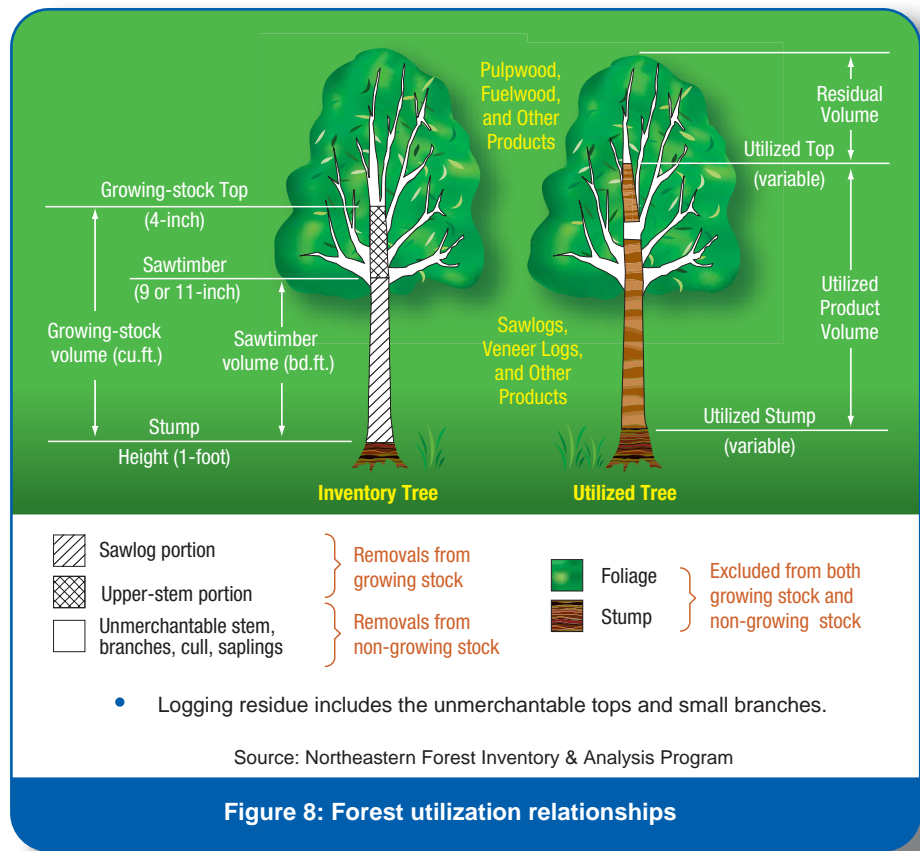 Pulpwood,
Fuelwood,
and Other
Products
Residual
Volume
Utilized Top
(variable)
Growing-stock Top
(4-inch)
Sawtimber
(9 or 11-inch)
Growing-stock
volume (cu.ft.)
Sawtimber
volume (bd.ft.)
Sawlogs,
Veneer Logs,
and Other
Products
Utilized
Product
Volume
Stump
Height (1-foot)
Utilized Stump
(variable)
Inventory Tree
Utilized Tree
Sawlog portion
Upper-stem portion
Removals from
growing stock
Unmerchantable stem,
branches, cull, saplings
Removals from
non-growing stock
Foliage
Stump
Excluded from both
growing stock and
non-growing stock
• Logging residue includes the unmerchantable tops and small branches.
Source: Northeastern Forest Inventory & Analysis Program
Figure 8: Forest utilization relationships